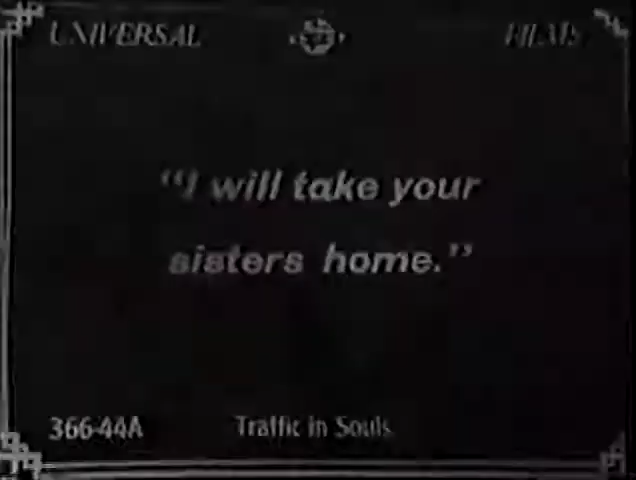 UNIVERSAL FILMS
"I will take your
sisters home."
366-44A Traffic in Souls